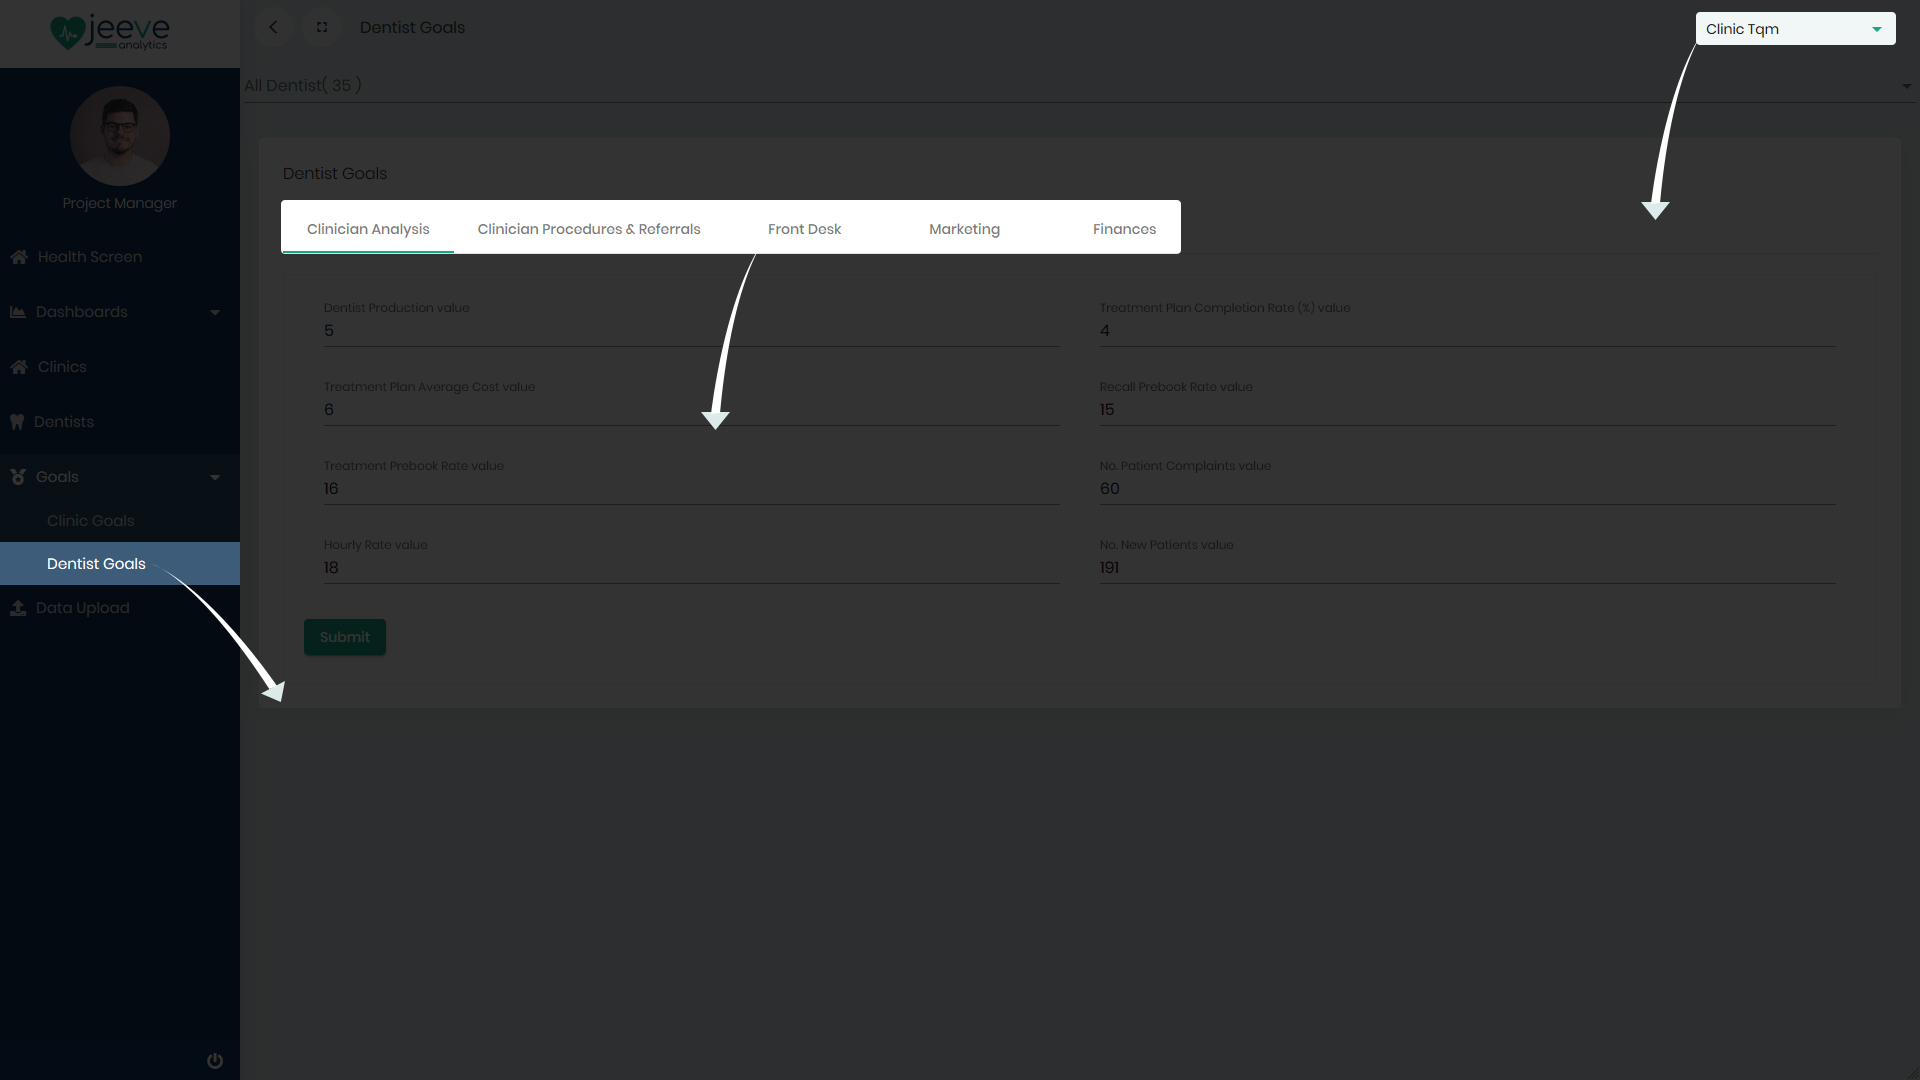 jeeve
analytics
Dentist Goals
Clinic Tqm
All Dentist( 35 )
Project Manager
Health Screen
Dashboards
Clinics
Dentists
Goals
Clinic Goals
Dentist Goals
Data Upload
Dentist Goals
Clinician Analysis
Clinician Procedures & Referrals
Front Desk
Marketing
Finances
Dentist Production value
5
Treatment Plan Completion Rate (%) value
4
Treatment Plan Average Cost value
6
Recall Prebook Rate value
15
Treatment Prebook Rate value
16
No. Patient Complaints value
60
Hourly Rate value
18
No. New Patients value
191
Submit